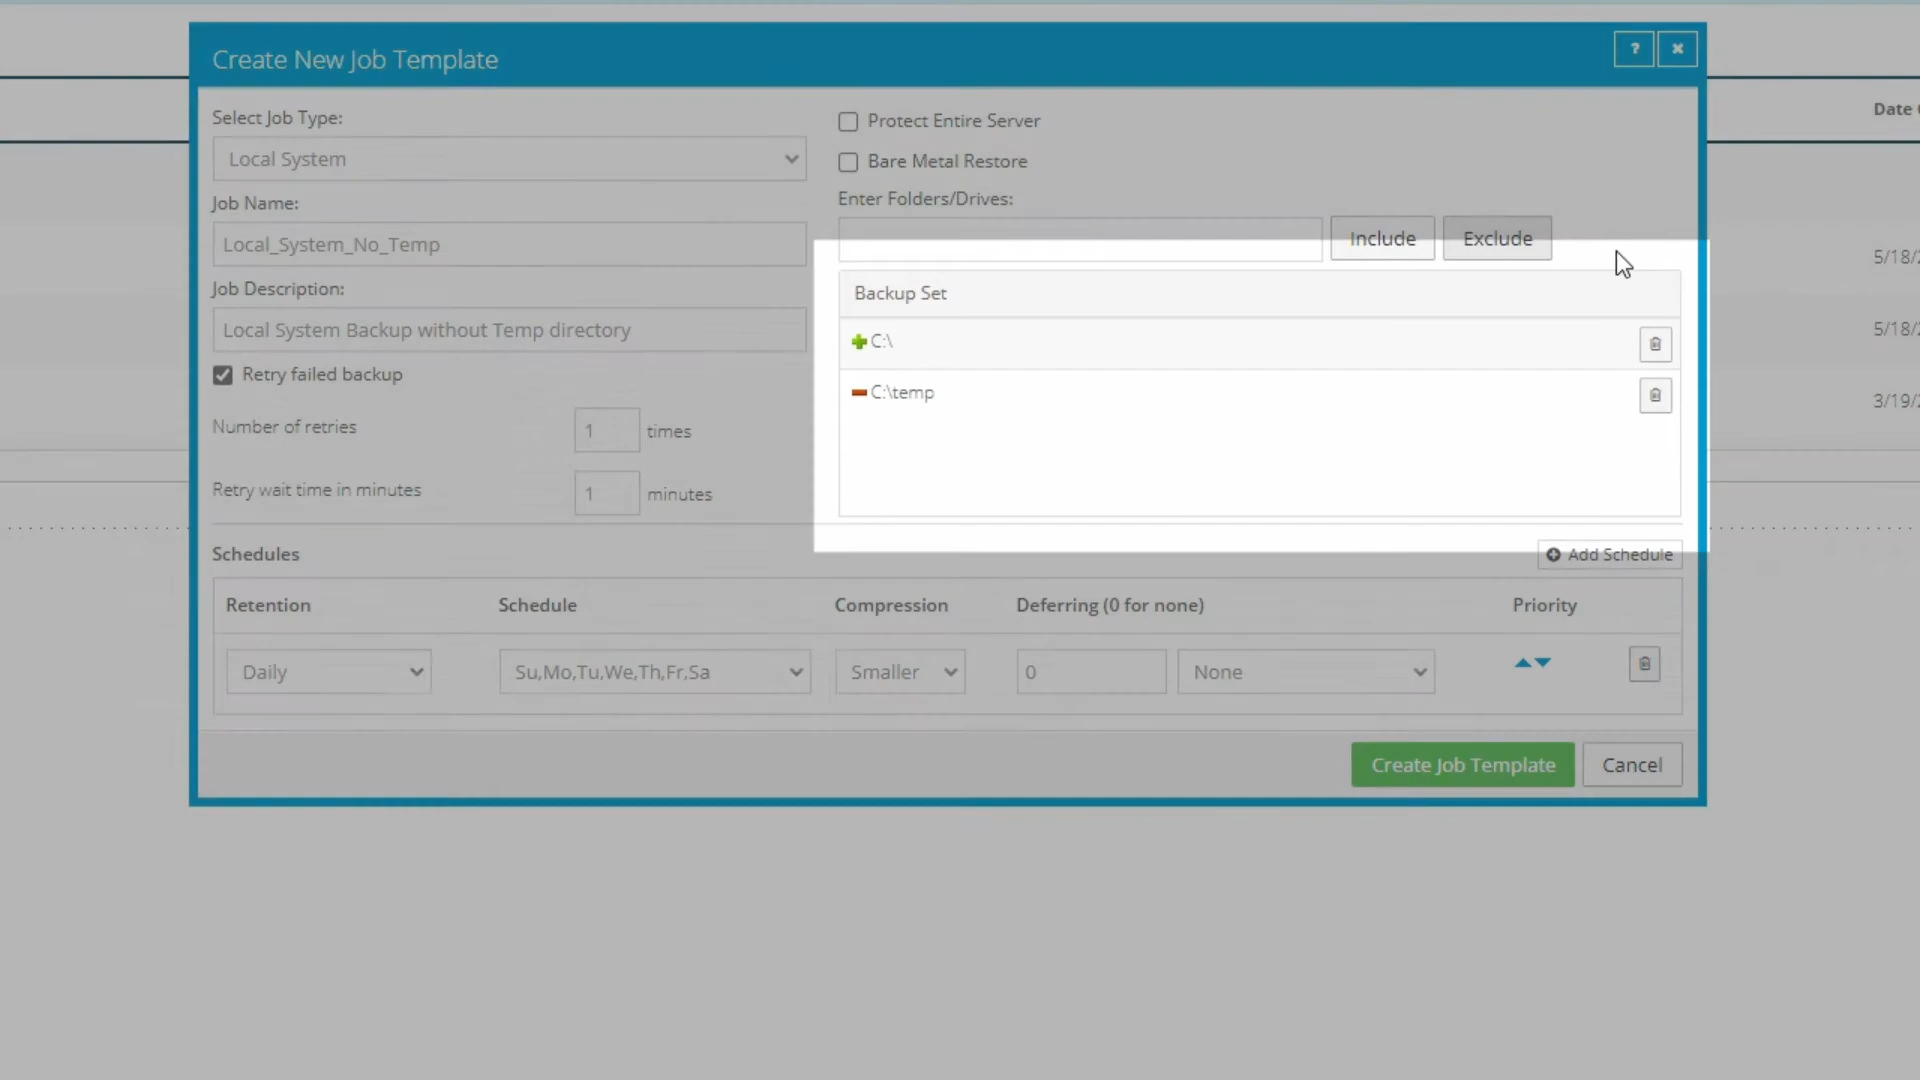 Create New Job Template
?
Select Job Type:
Local System
Job Name:
Local_System_No_Temp
Job Description:
Local System Backup without Temp directory
Retry failed backup
Number of retries
1 times
Retry wait time in minutes
1 minutes
Protect Entire Server
Bare Metal Restore
Enter Folders/Drives:
Include
Exclude
Backup Set
C:\
C:\temp
Schedules
Add Schedule
Retention Schedule Compression Deferring (0 for none) Priority
Daily Su,Mo,Tu,We,Th,Fr,Sa Smaller 0 None
Create Job Template
Cancel
Date
5/18/
5/18/
3/19/